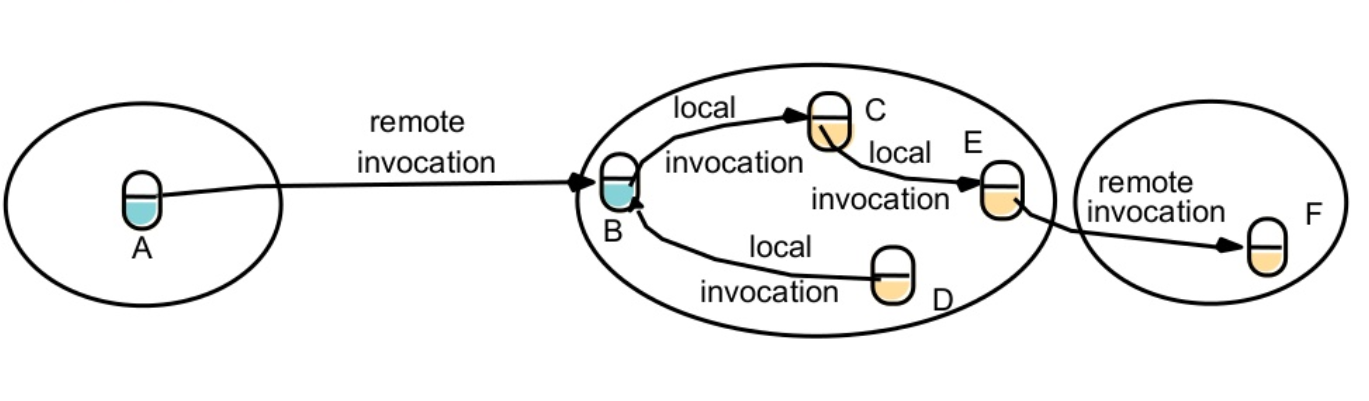 remote
invocation
A
B
local
invocation
C
local
invocation
E
local
invocation
D
remote
invocation
F